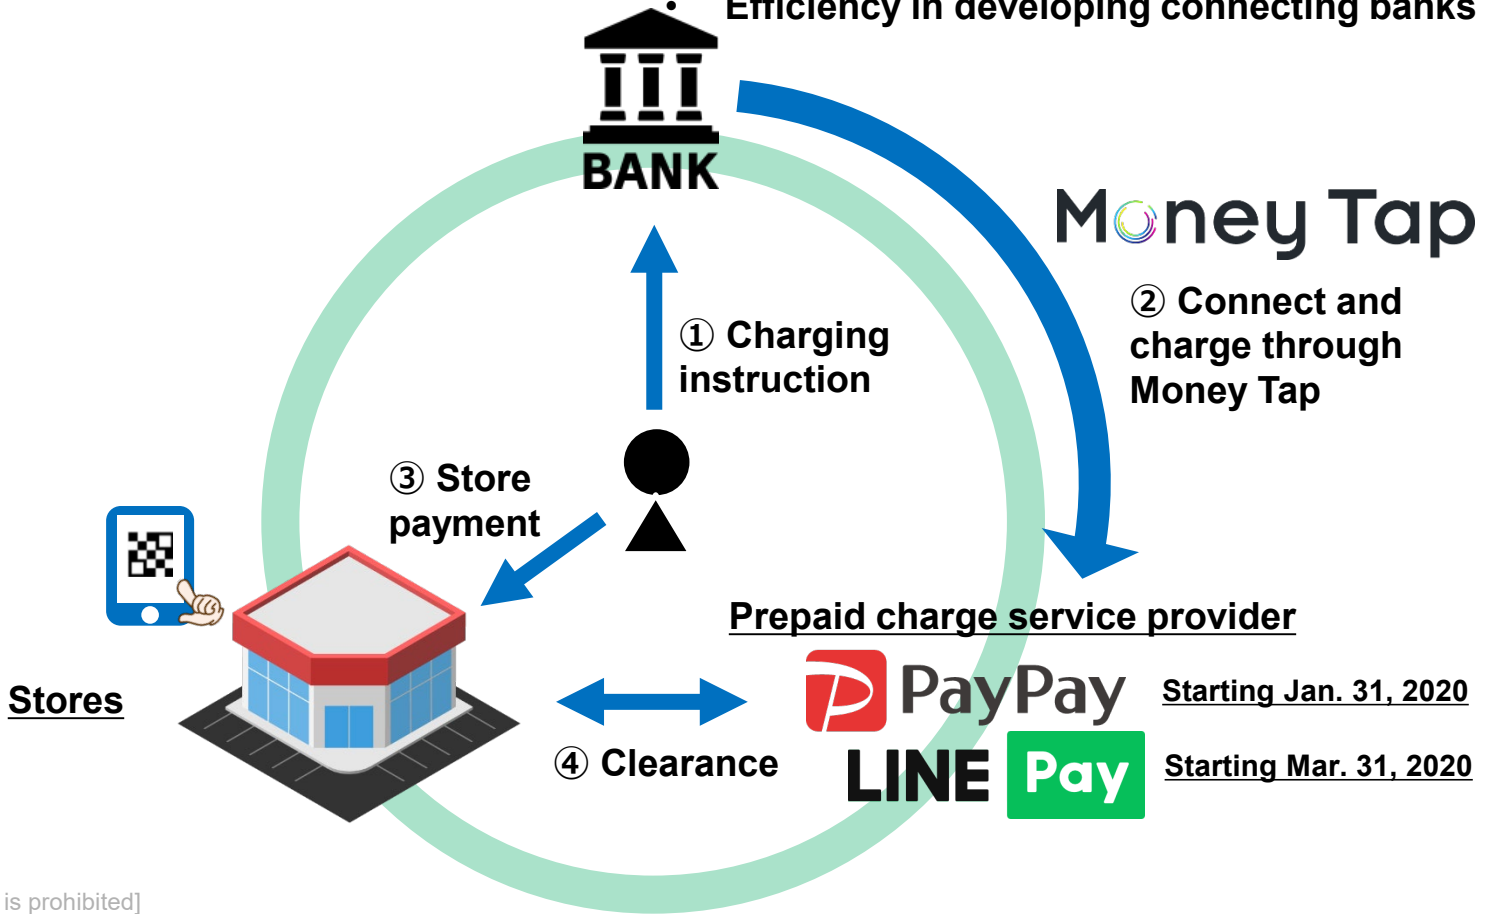 • Efficiency in developing connecting banks
BANK
Money Tap
② Connect and
charge through
Money Tap
① Charging
instruction
③ Store
payment
Prepaid charge service provider
PayPay Starting Jan. 31, 2020
Stores
④ Clearance
LINE Pay Starting Mar. 31, 2020
is prohibited]